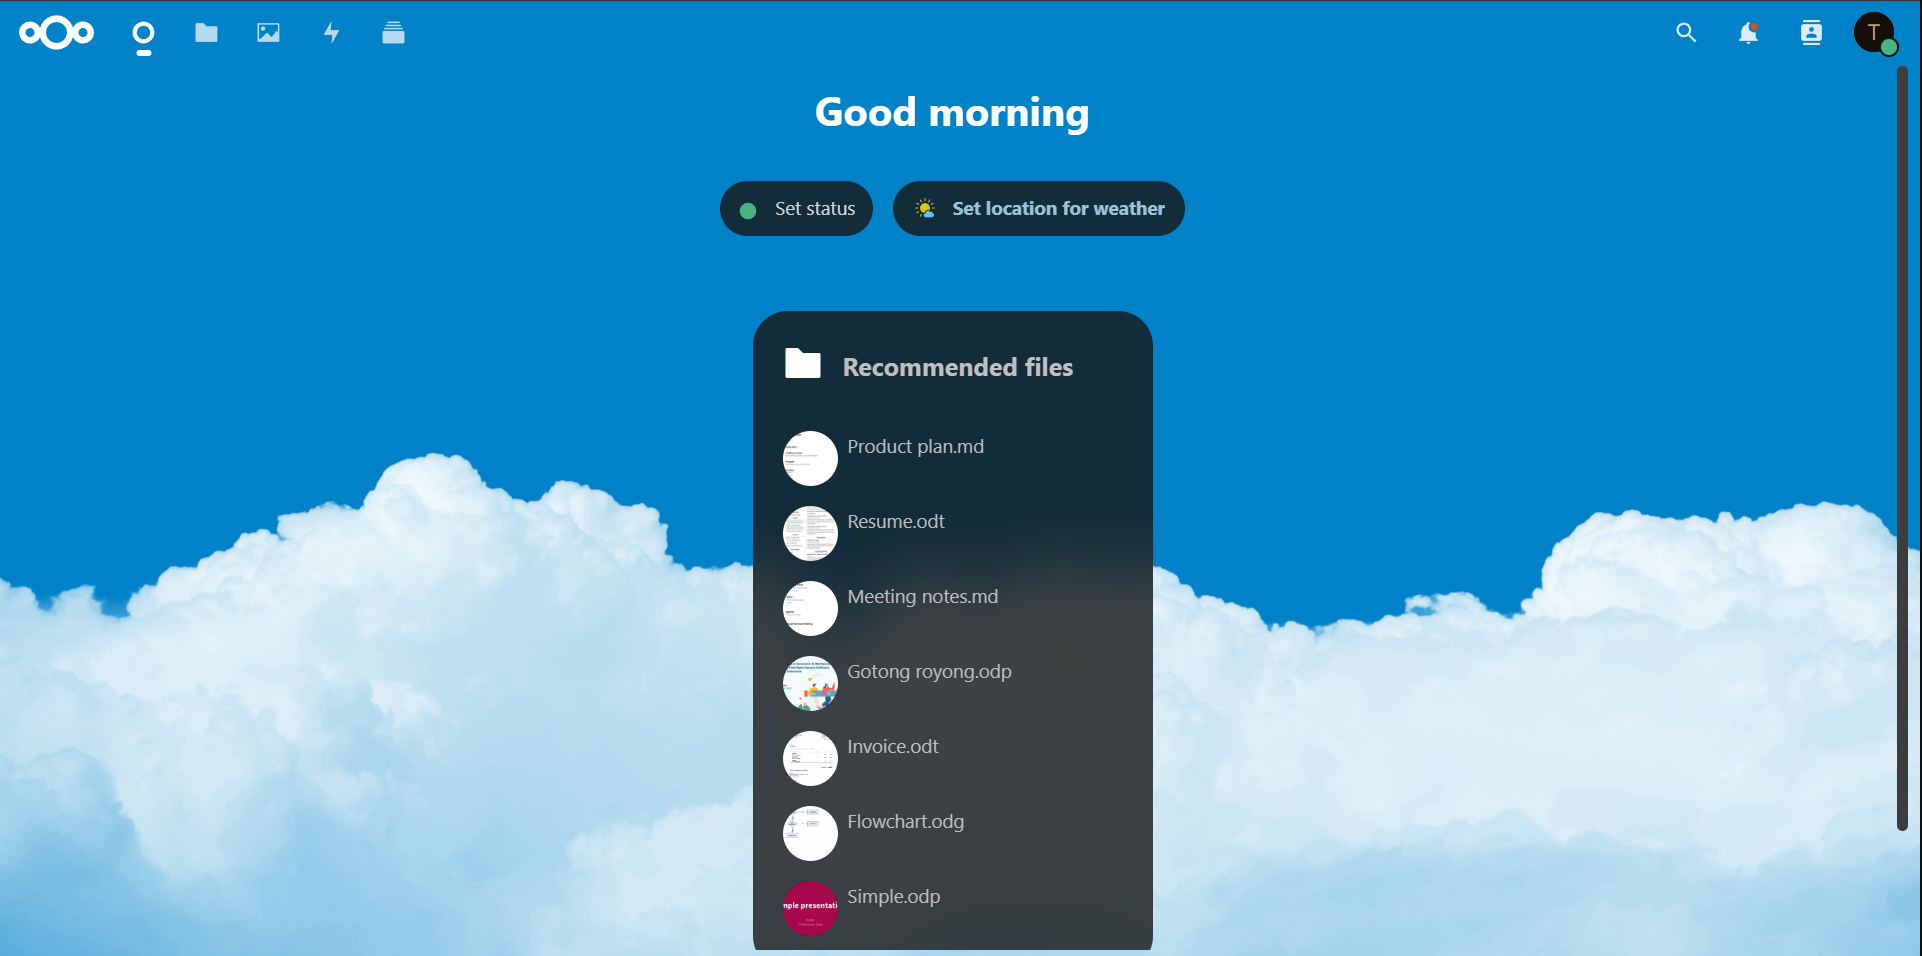 T
Good morning
Set status
Set location for weather
Recommended files
Product plan.md
Resume.odt
Meeting notes.md
Gotong royong.odp
Invoice.odt
Flowchart.odg
Simple.odp
mple presentati